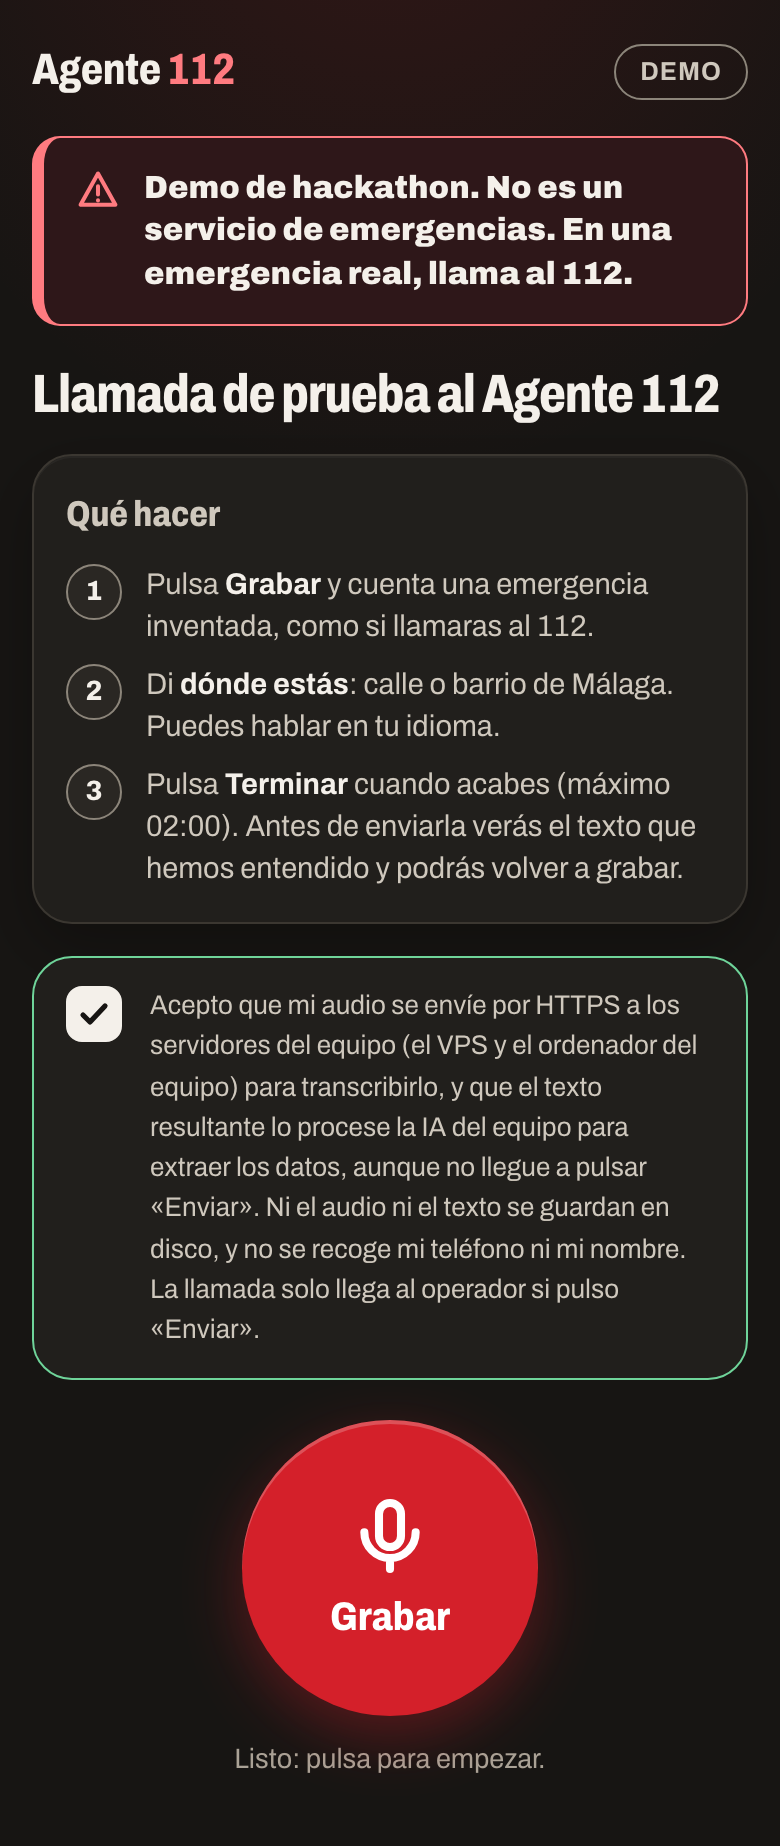 Agente 112
DEMO
Demo de hackathon. No es un
servicio de emergencias. En una
emergencia real, llama al 112.
Llamada de prueba al Agente 112
Qué hacer
1
Pulsa Grabar y cuenta una emergencia
inventada, como si llamaras al 112.
2
Di dónde estás: calle o barrio de Málaga.
Puedes hablar en tu idioma.
3
Pulsa Terminar cuando acabes (máximo
02:00). Antes de enviarla verás el texto que
hemos entendido y podrás volver a grabar.
Acepto que mi audio se envíe por HTTPS a los
servidores del equipo (el VPS y el ordenador del
equipo) para transcribirlo, y que el texto
resultante lo procese la IA del equipo para
extraer los datos, aunque no llegue a pulsar
«Enviar». Ni el audio ni el texto se guardan en
disco, y no se recoge mi teléfono ni mi nombre.
La llamada solo llega al operador si pulso
«Enviar».
Grabar
Listo: pulsa para empezar.